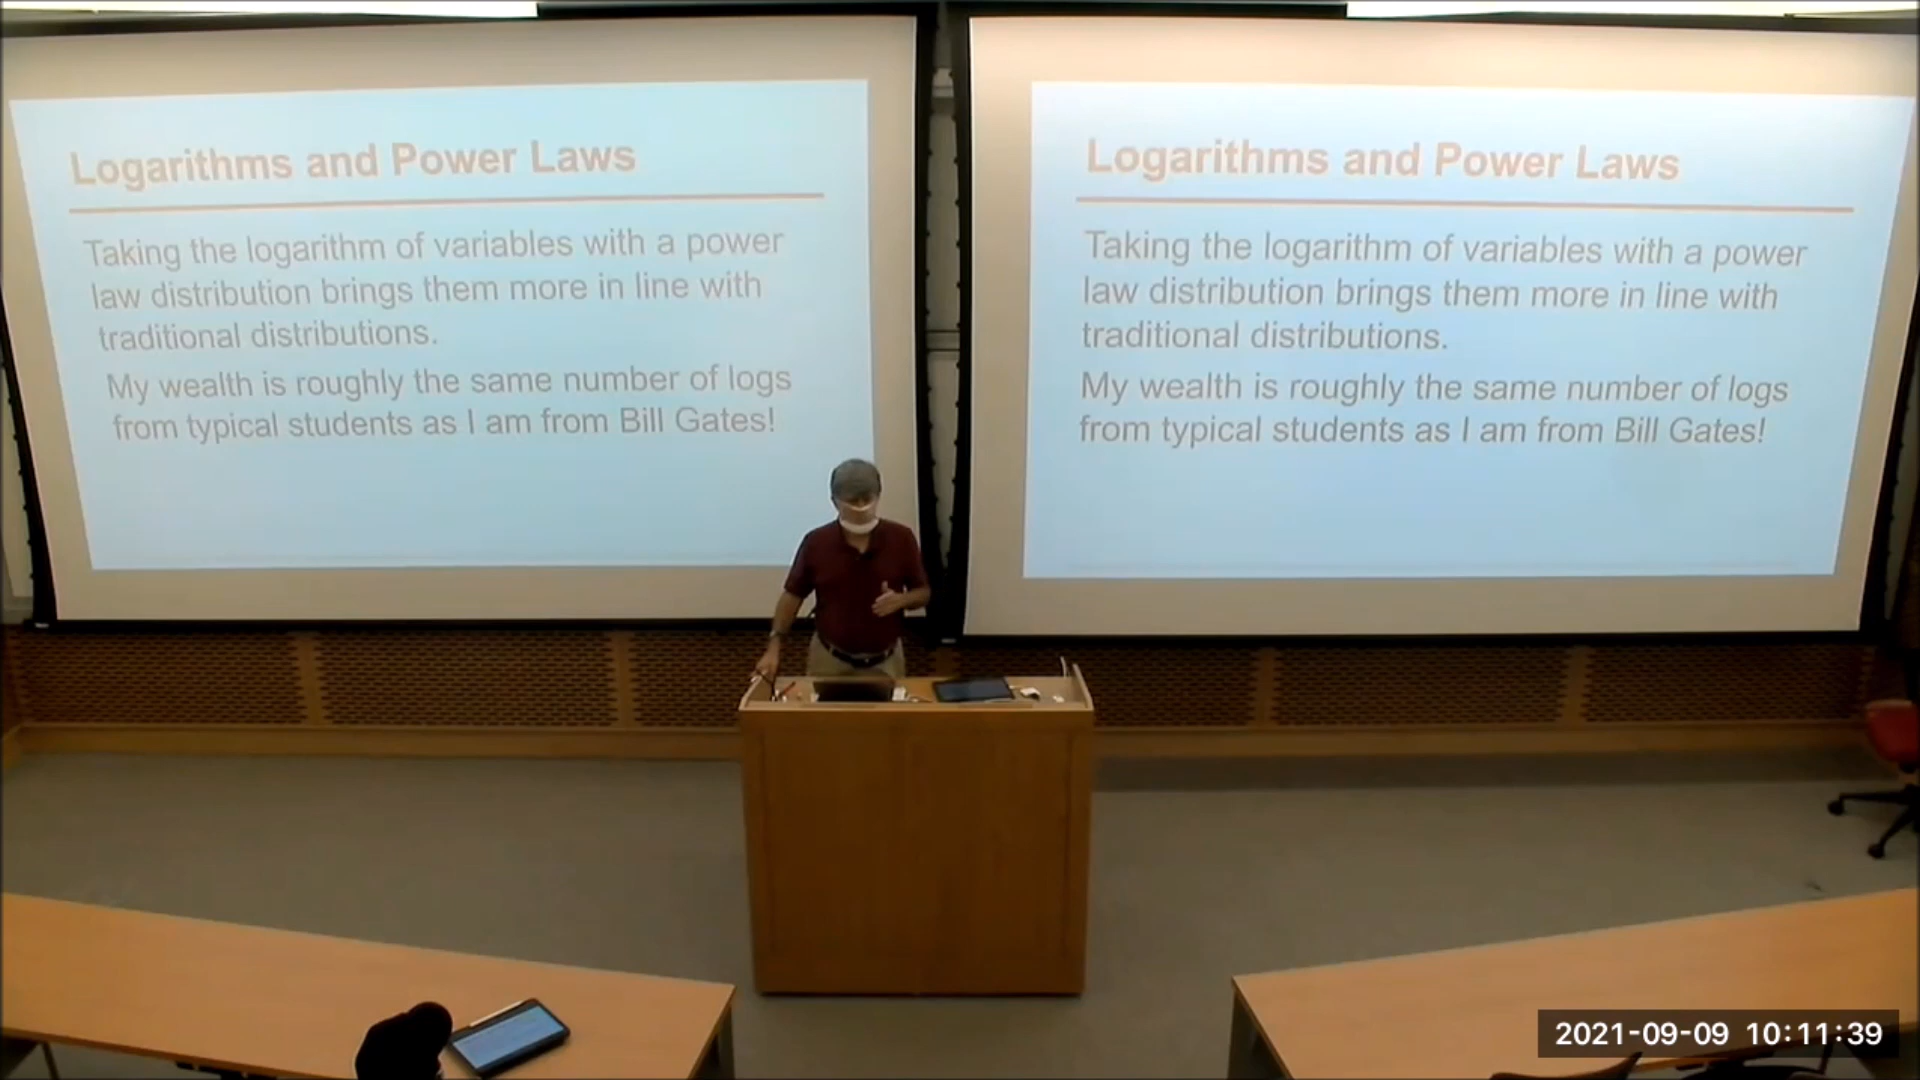 Logarithms and Power Laws
Taking the logarithm of variables with a power
law distribution brings them more in line with
traditional distributions.
My wealth is roughly the same number of logs
from typical students as I am from Bill Gates!
Logarithms and Power Laws
Taking the logarithm of variables with a power
law distribution brings them more in line with
traditional distributions.
My wealth is roughly the same number of logs
from typical students as I am from Bill Gates!
2021-09-09 10:11:39